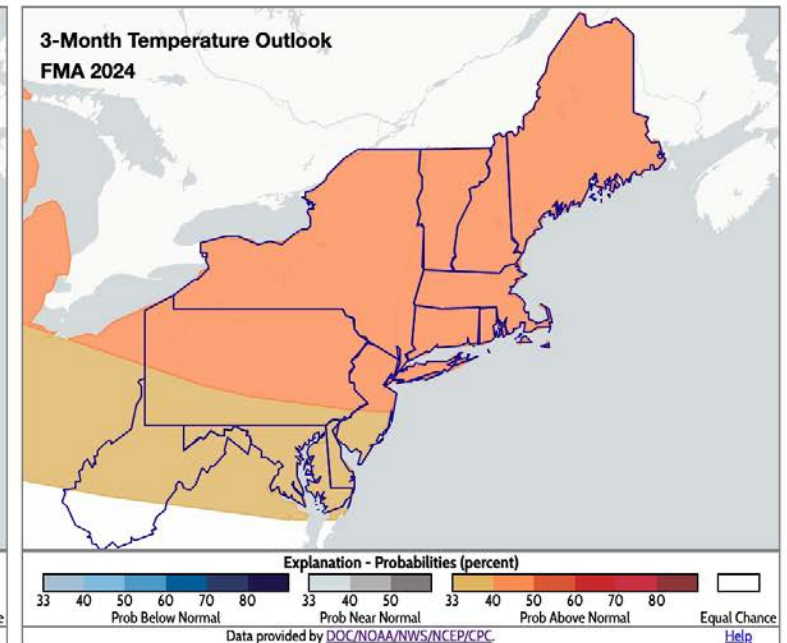 3-Month Temperature Outlook
FMA 2024
Explanation - Probabilities (percent)
33 40 50 60 70 80 33 40 50 33 40 50 60 70 80
Prob Below Normal Prob Near Normal Prob Above Normal Equal Chance
e Data provided by DOC/NOAA/NWS/NCEP/CPC. Help